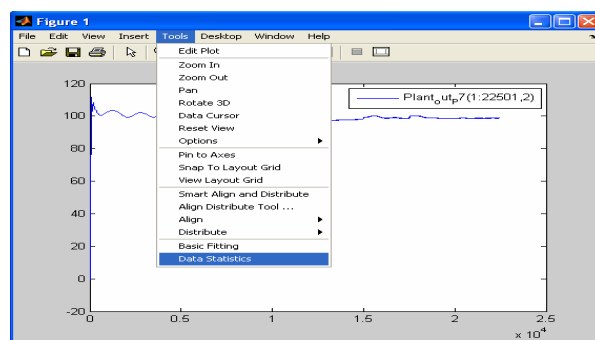 Figure 1
File Edit View Insert Tools Desktop Window Help
Edit Plot
Zoom In
Zoom Out
Pan
Rotate 3D
Data Cursor
Reset View
Options
Pin to Axes
Snap To Layout Grid
View Layout Grid
Smart Align and Distribute
Align Distribute Tool ...
Align
Distribute
Basic Fitting
Data Statistics
Plantout_p7(1:22501,2)
120
100
80
60
40
20
0
-20
0 0.5 1 1.5 2 2.5
x 10^4